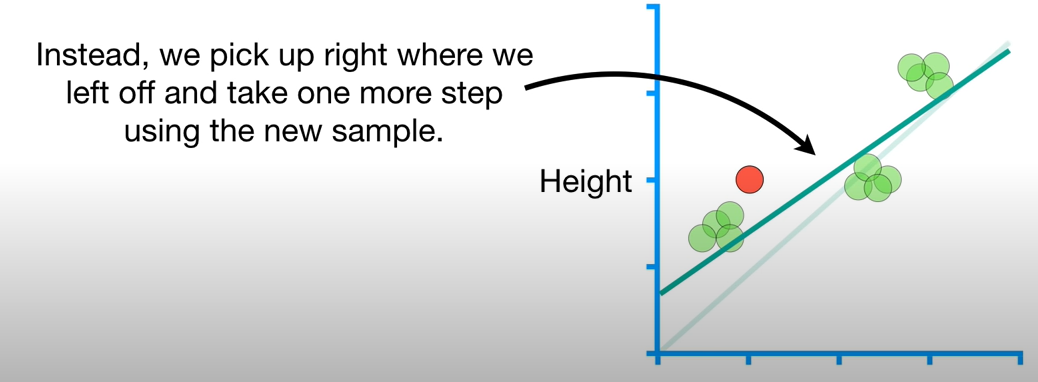 Instead, we pick up right where we
left off and take one more step
using the new sample.
Height